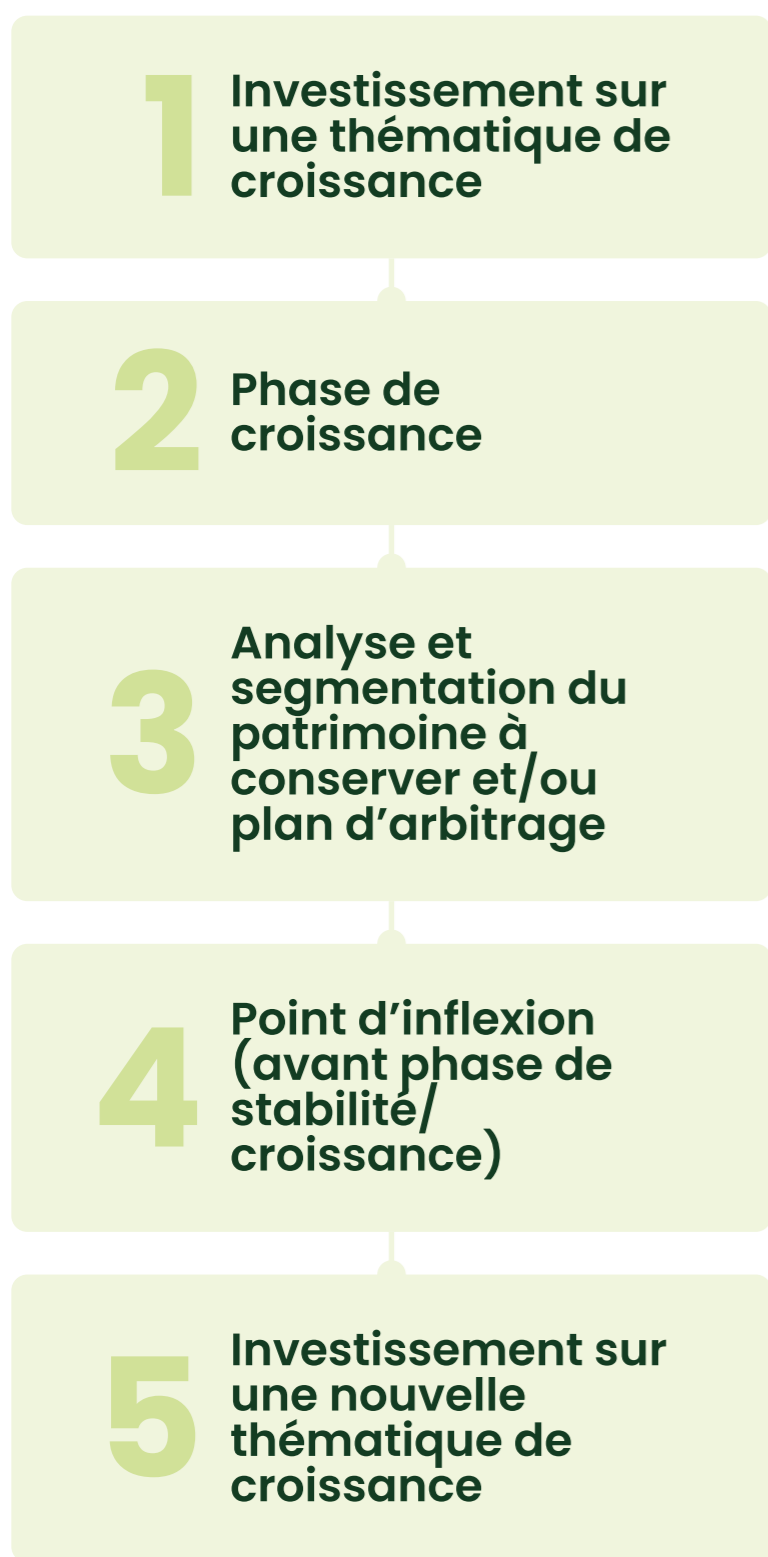 1
Investissement sur
une thématique de
croissance
2
Phase de
croissance
3
Analyse et
segmentation du
patrimoine à
conserver et/ou
plan d’arbitrage
4
Point d’inflexion
(avant phase de
stabilité/
croissance)
5
Investissement sur
une nouvelle
thématique de
croissance